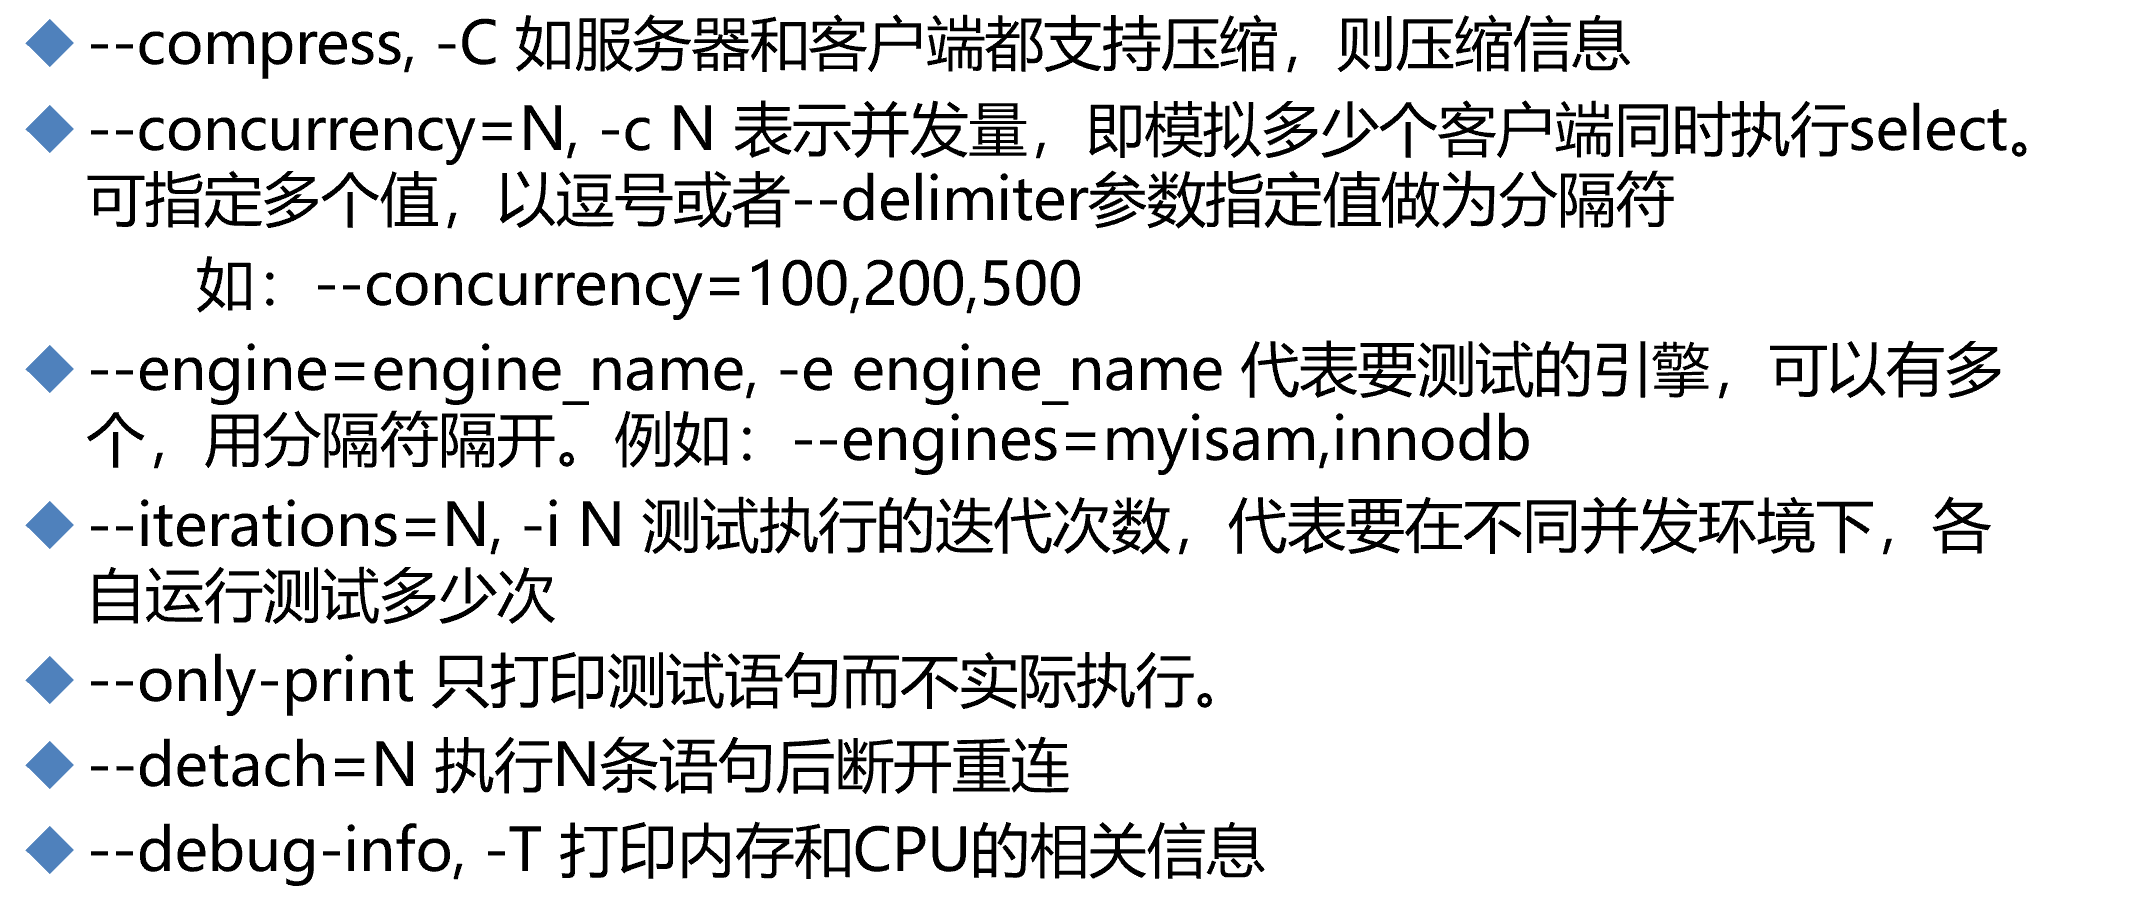 --compress, -C 如服务器和客户端都支持压缩，则压缩信息
--concurrency=N, -c N 表示并发量，即模拟多少个客户端同时执行select。
可指定多个值，以逗号或者--delimiter参数指定值做为分隔符
如：--concurrency=100,200,500
--engine=engine_name, -e engine_name 代表要测试的引擎，可以有多
个，用分隔符隔开。例如：--engines=myisam,innodb
--iterations=N, -i N 测试执行的迭代次数，代表要在不同并发环境下，各
自运行测试多少次
--only-print 只打印测试语句而不实际执行。
--detach=N 执行N条语句后断开重连
--debug-info, -T 打印内存和CPU的相关信息